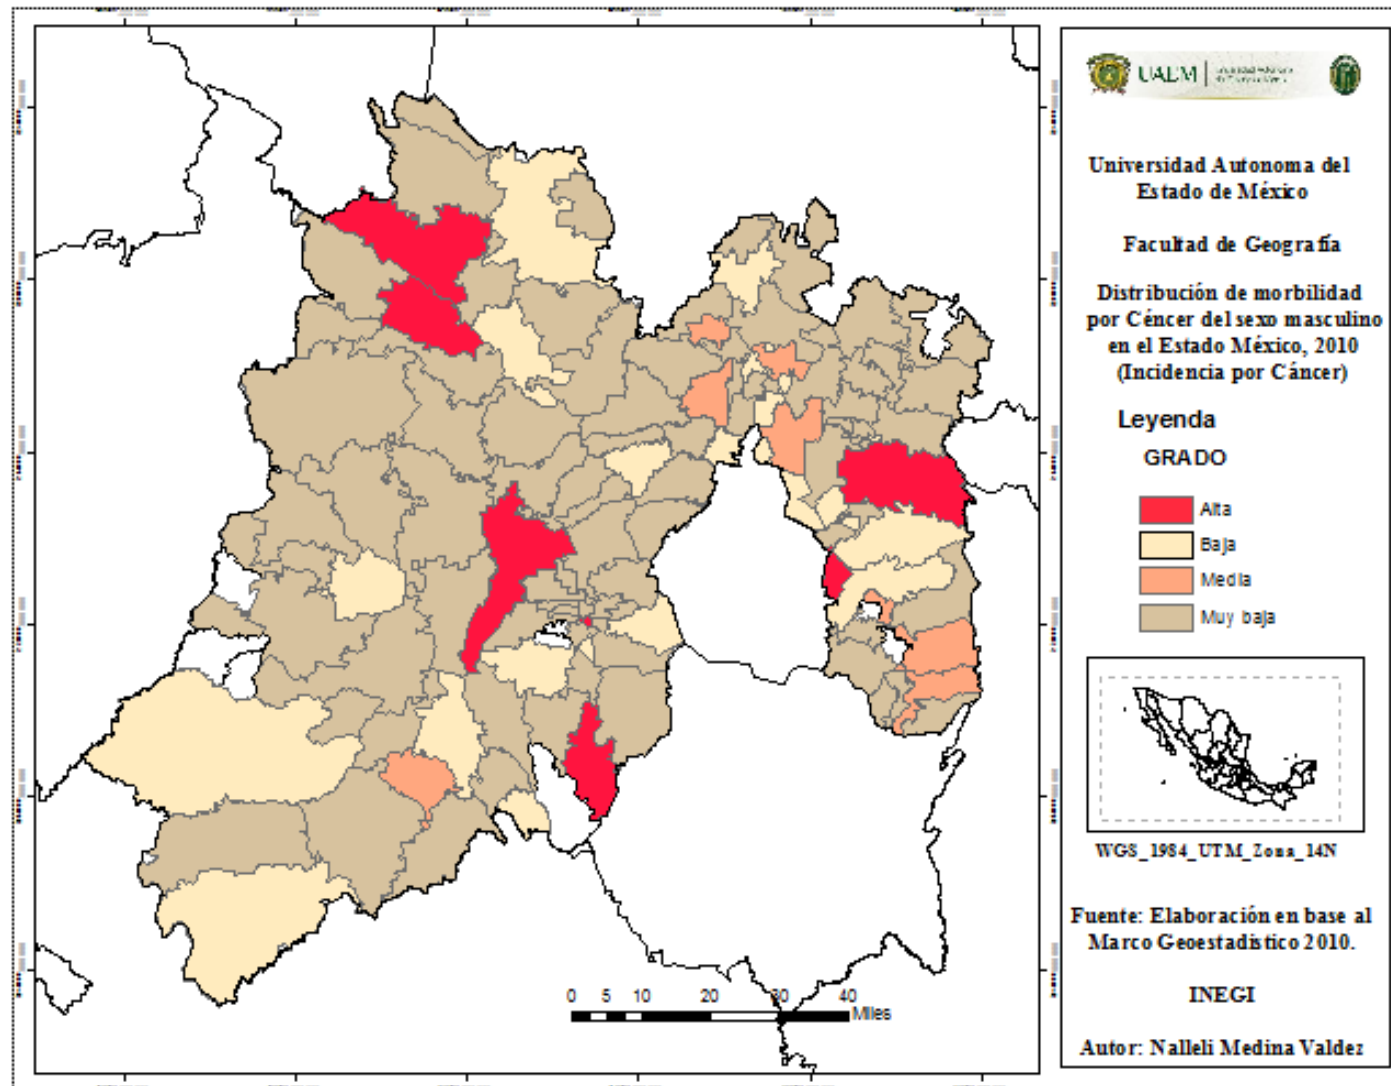 UAEM
Universidad Autonoma del
Estado de México
Facultad de Geografía
Distribución de morbilidad
por Céncer del sexo masculino
en el Estado México, 2010
(Incidencia por Cáncer)
Leyenda
GRADO
Alta
Baja
Media
Muy baja
WGS_1984_UTM_Zona_14N
Fuente: Elaboración en base al
Marco Geoestadistico 2010.
INEGI
Autor: Nalleli Medina Valdez
0 5 10 20 30 40
Miles